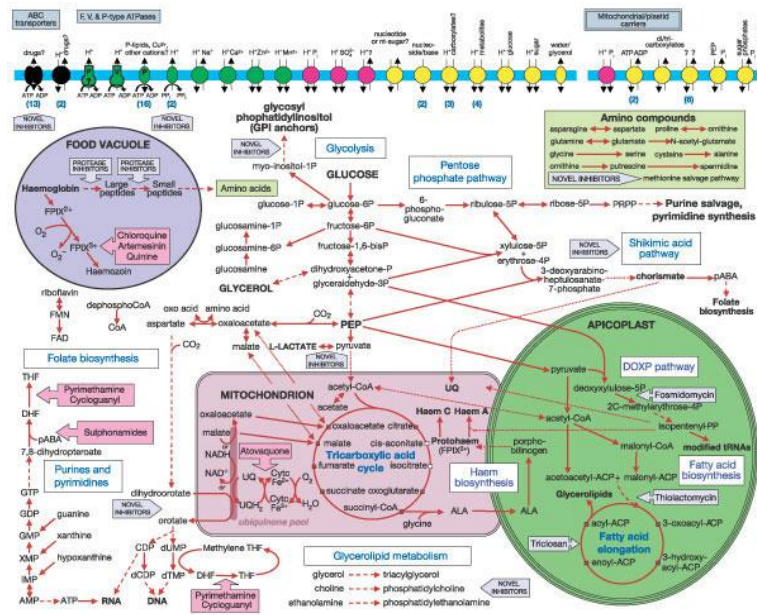 ABC transporters
F, V, & P-type ATPases
Mitochondrial/plastid carriers
drugs?
H⁺
drugs?
H⁺
H⁺
P-lipids, Cu²⁺, other cations?
H⁺
H⁺ Na⁺
H⁺Ca²⁺
H⁺Zn²⁺
H⁺Mn²⁺
H⁺ Pᵢ
H⁺ SO₄²⁻
H⁺?
nucleotide or nt-sugar?
nucleoside/base
H⁺ carboxylates?
H⁺ metabolites
H⁺ glucose
H⁺ sugar
water/glycerol
H⁺ Pᵢ
ATP ADP
di/tri-carboxylates
? ?
PEP Pᵢ
sugar phosphates Pᵢ
F
?
V
P
ATP ADP
ATP ADP
ATP ADP
ATP ADP
PPᵢ Pᵢ
(13)
(2)
(16)
(2)
(2)
(3)
(4)
(2)
(6)
NOVEL INHIBITORS
NOVEL INHIBITORS
FOOD VACUOLE
PROTEASE INHIBITORS
PROTEASE INHIBITORS
Haemoglobin
Large peptides
Small peptides
FPIX²⁺
O₂
O₂⁻
FPIX³⁺
Haemozoin
Chloroquine
Artemesinin
Quinine
Amino acids
glycosyl phophatidylinositol (GPI anchors)
NOVEL INHIBITORS
myo-inositol-1P
Glycolysis
GLUCOSE
glucose-1P
glucose-6P
fructose-6P
fructose-1,6-bisP
dihydroxyacetone-P
+
glyceraldehyde-3P
glucosamine-1P
glucosamine-6P
glucosamine
GLYCEROL
Pentose phosphate pathway
6-phospho-gluconate
ribulose-5P
ribose-5P
PRPP
Purine salvage, pyrimidine synthesis
xylulose-5P
+
erythrose-4P
Amino compounds
asparagine
aspartate
proline
ornithine
glutamine
glutamate
N-acetyl-glutamate
glycine
serine
cysteine
alanine
ornithine
putrescine
spermidine
NOVEL INHIBITORS
methionine salvage pathway
NOVEL INHIBITORS
Shikimic acid pathway
3-deoxyarabino-heptulosanate 7-phosphate
chorismate
pABA
Folate biosynthesis
riboflavin
FMN
FAD
dephosphoCoA
CoA
oxo acid
amino acid
aspartate
oxaloacetate
CO₂
PEP
malate
L-LACTATE
pyruvate
NOVEL INHIBITORS
CO₂
Folate biosynthesis
THF
Pyrimethamine
Cycloguanyl
DHF
Sulphonamides
pABA
7,8-dihydropteroate
Purines and pyrimidines
GTP
GDP
GMP
XMP
IMP
AMP
guanine
xanthine
hypoxanthine
ATP
RNA
NOVEL INHIBITORS
dihydroorotate
orotate
CDP
dUMP
dCDP
dTMP
DNA
Methylene THF
DHF
THF
Pyrimethamine
Cycloguanyl
MITOCHONDRION
acetyl-CoA
acetate
oxaloacetate
malate
oxaloacetate
citrate
malate
cis-aconitate
Tricarboxylic acid cycle
fumarate
isocitrate
succinate
oxoglutarate
succinyl-CoA
NADH
NAD⁺
Atovaquone
UQ
UQH₂
Cyto Fe²⁺
Cyto Fe³⁺
O₂
H₂O
ubiquinone pool
glycine
ALA
ALA
UQ
Haem C
Haem A
Protohaem (FPIX³⁺)
porpho-bilinogen
Haem biosynthesis
APICOPLAST
pyruvate
DOXP pathway
deoxyxylulose-5P
Fosmidomycin
2C-methylerythrose-4P
isopentenyl-PP
modified tRNAs
acetyl-CoA
malonyl-CoA
Fatty acid biosynthesis
acetoacetyl-ACP
+
malonyl-ACP
Glycerolipids
Thiolactomycin
acyl-ACP
3-oxoacyl-ACP
Triclosan
Fatty acid elongation
enoyl-ACP
3-hydroxy-acyl-ACP
Glycerolipid metabolism
glycerol
triacylglycerol
choline
phosphatidylcholine
ethanolamine
phosphatidylethanolamine
NOVEL INHIBITORS